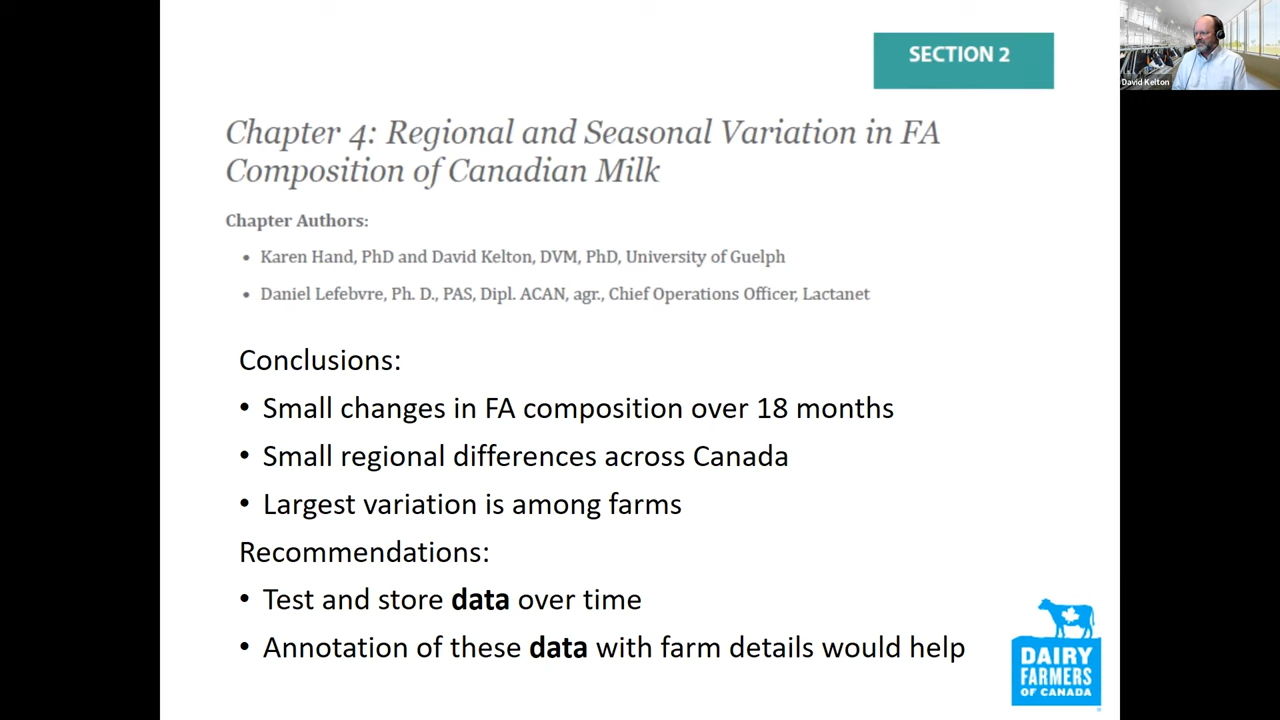 SECTION 2
David Kelton
Chapter 4: Regional and Seasonal Variation in FA
Composition of Canadian Milk
Chapter Authors:
• Karen Hand, PhD and David Kelton, DVM, PhD, University of Guelph
• Daniel Lefebvre, Ph. D., PAS, Dipl. ACAN, agr., Chief Operations Officer, Lactanet
Conclusions:
• Small changes in FA composition over 18 months
• Small regional differences across Canada
• Largest variation is among farms
Recommendations:
• Test and store data over time
• Annotation of these data with farm details would help
DAIRY
FARMERS
OF CANADA